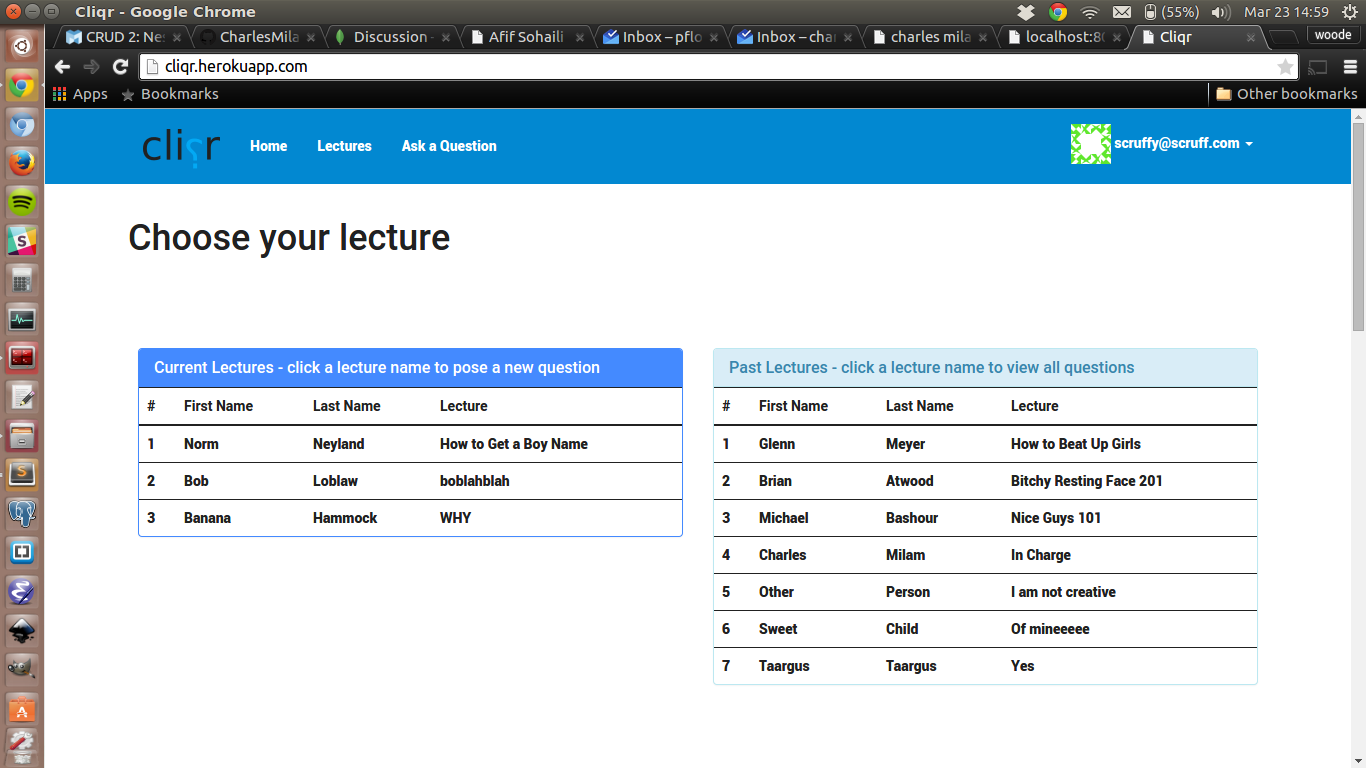 Cliqr - Google Chrome
(55%) Mar 23 14:59
CRUD 2: Nes
CharlesMila
Discussion
Afif Sohaili
Inbox – pflo
Inbox – cha
charles mila
localhost:80
Cliqr
woode
cliqr.herokuapp.com
Apps Bookmarks Other bookmarks
cliqr Home Lectures Ask a Question scruffy@scruff.com
Choose your lecture
Current Lectures - click a lecture name to pose a new question
# First Name Last Name Lecture
1 Norm Neyland How to Get a Boy Name
2 Bob Loblaw boblahblah
3 Banana Hammock WHY
Past Lectures - click a lecture name to view all questions
# First Name Last Name Lecture
1 Glenn Meyer How to Beat Up Girls
2 Brian Atwood Bitchy Resting Face 201
3 Michael Bashour Nice Guys 101
4 Charles Milam In Charge
5 Other Person I am not creative
6 Sweet Child Of mineeeee
7 Taargus Taargus Yes